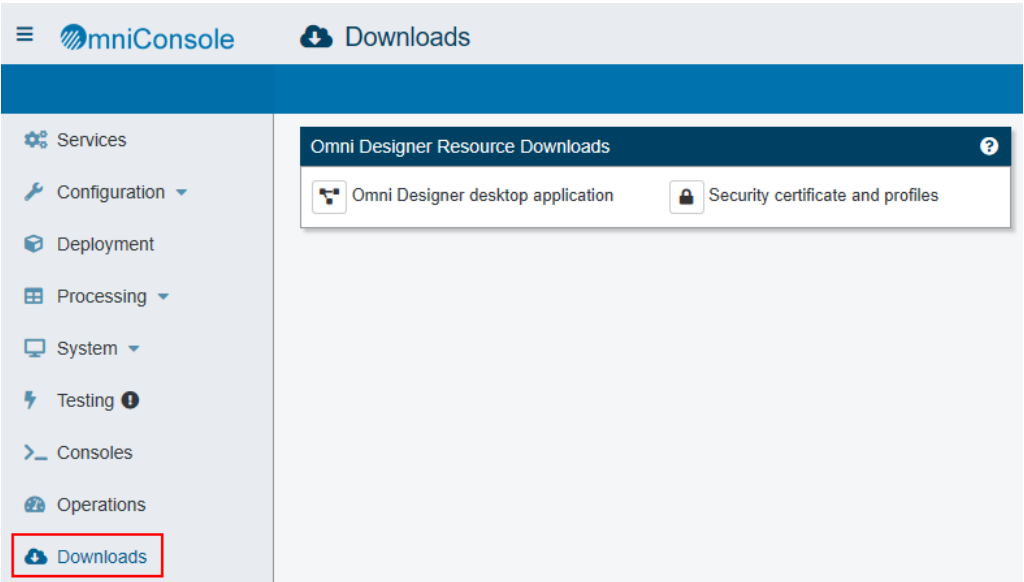 OmniConsole
Downloads
Services
Configuration
Deployment
Processing
System
Testing
Consoles
Operations
Downloads
Omni Designer Resource Downloads
Omni Designer desktop application
Security certificate and profiles